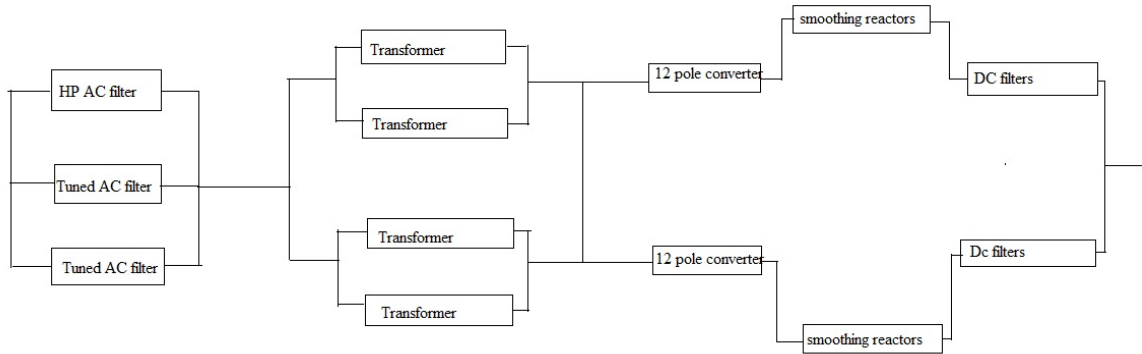 HP AC filter
Tuned AC filter
Tuned AC filter
Transformer
Transformer
Transformer
Transformer
12 pole converter
12 pole converter
smoothing reactors
smoothing reactors
DC filters
Dc filters